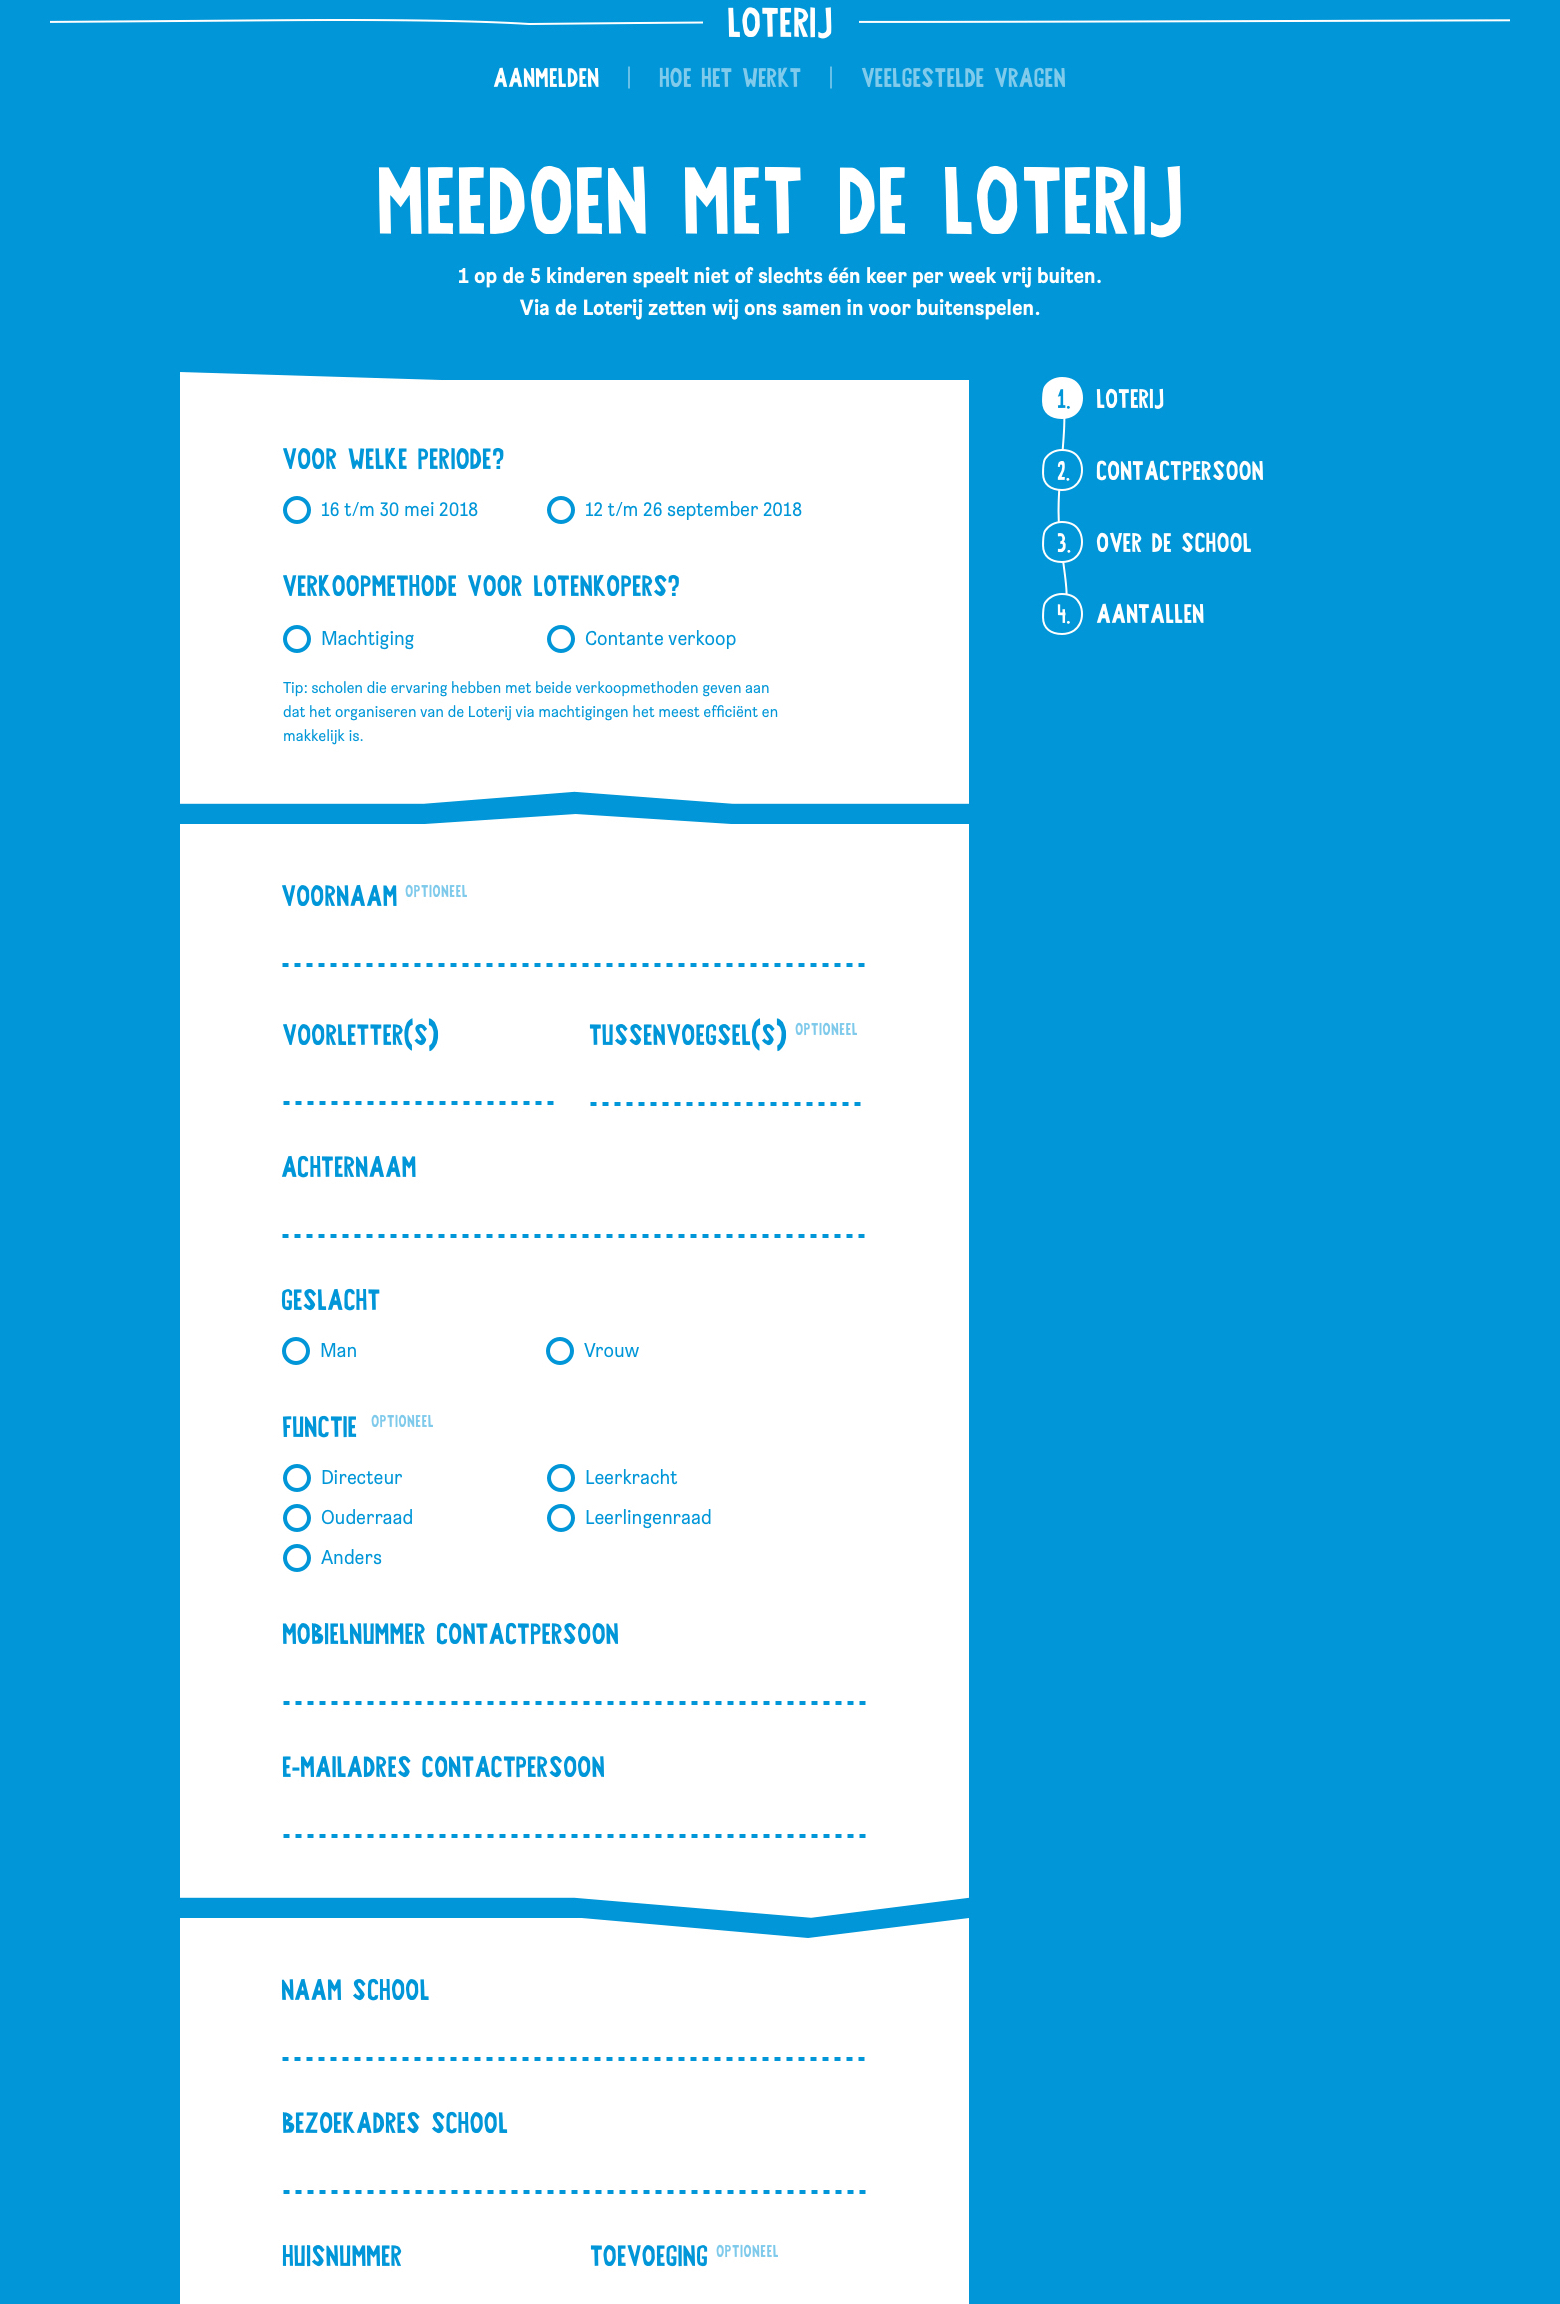 LOTERIJ
AANMELDEN | HOE HET WERKT | VEELGESTELDE VRAGEN
MEEDOEN MET DE LOTERIJ
1 op de 5 kinderen speelt niet of slechts één keer per week vrij buiten.
Via de Loterij zetten wij ons samen in voor buitenspelen.
VOOR WELKE PERIODE?
16 t/m 30 mei 2018
12 t/m 26 september 2018
VERKOOPMETHODE VOOR LOTENKOPERS?
Machtiging
Contante verkoop
Tip: scholen die ervaring hebben met beide verkoopmethoden geven aan
dat het organiseren van de Loterij via machtigingen het meest efficiënt en
makkelijk is.
1. LOTERIJ
2. CONTACTPERSOON
3. OVER DE SCHOOL
4. AANTALLEN
VOORNAAM OPTIONEEL
VOORLETTER(S)
TUSSENVOEGSEL(S) OPTIONEEL
ACHTERNAAM
GESLACHT
Man
Vrouw
FUNCTIE OPTIONEEL
Directeur
Leerkracht
Ouderraad
Leerlingenraad
Anders
MOBIELNUMMER CONTACTPERSOON
E-MAILADRES CONTACTPERSOON
NAAM SCHOOL
BEZOEKADRES SCHOOL
HUISNUMMER
TOEVOEGING OPTIONEEL